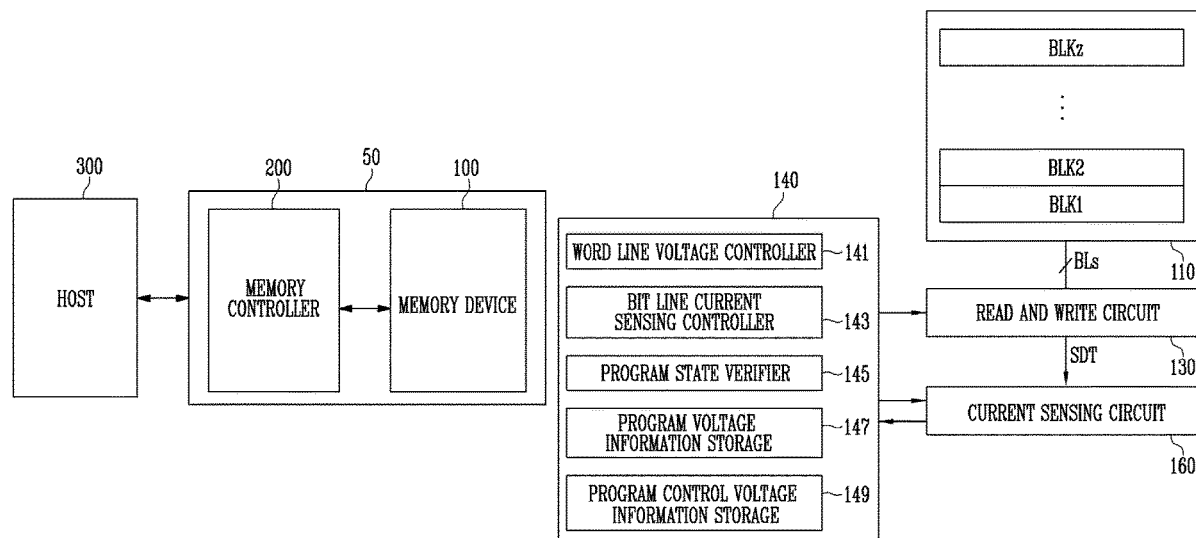 300
HOST
50
200
MEMORY
CONTROLLER
100
MEMORY DEVICE
140
WORD LINE VOLTAGE CONTROLLER
141
BIT LINE CURRENT
SENSING CONTROLLER
143
PROGRAM STATE VERIFIER
145
PROGRAM VOLTAGE
INFORMATION STORAGE
147
PROGRAM CONTROL VOLTAGE
INFORMATION STORAGE
149
BLKz
BLK2
BLK1
110
BLs
READ AND WRITE CIRCUIT
130
SDT
CURRENT SENSING CIRCUIT
160